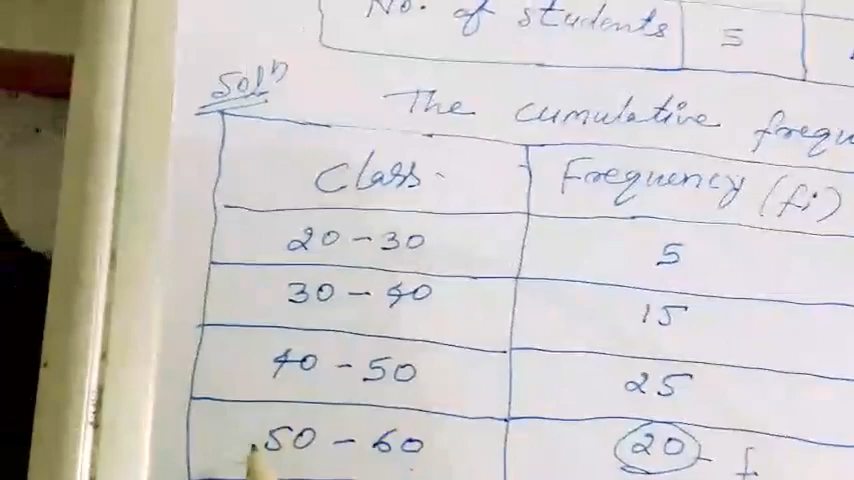 No. of students 5
Solⁿ
The cumulative frequ
Class Frequency (fi)
20 - 30 5
30 - 40 15
40 - 50 25
50 - 60 20 - f